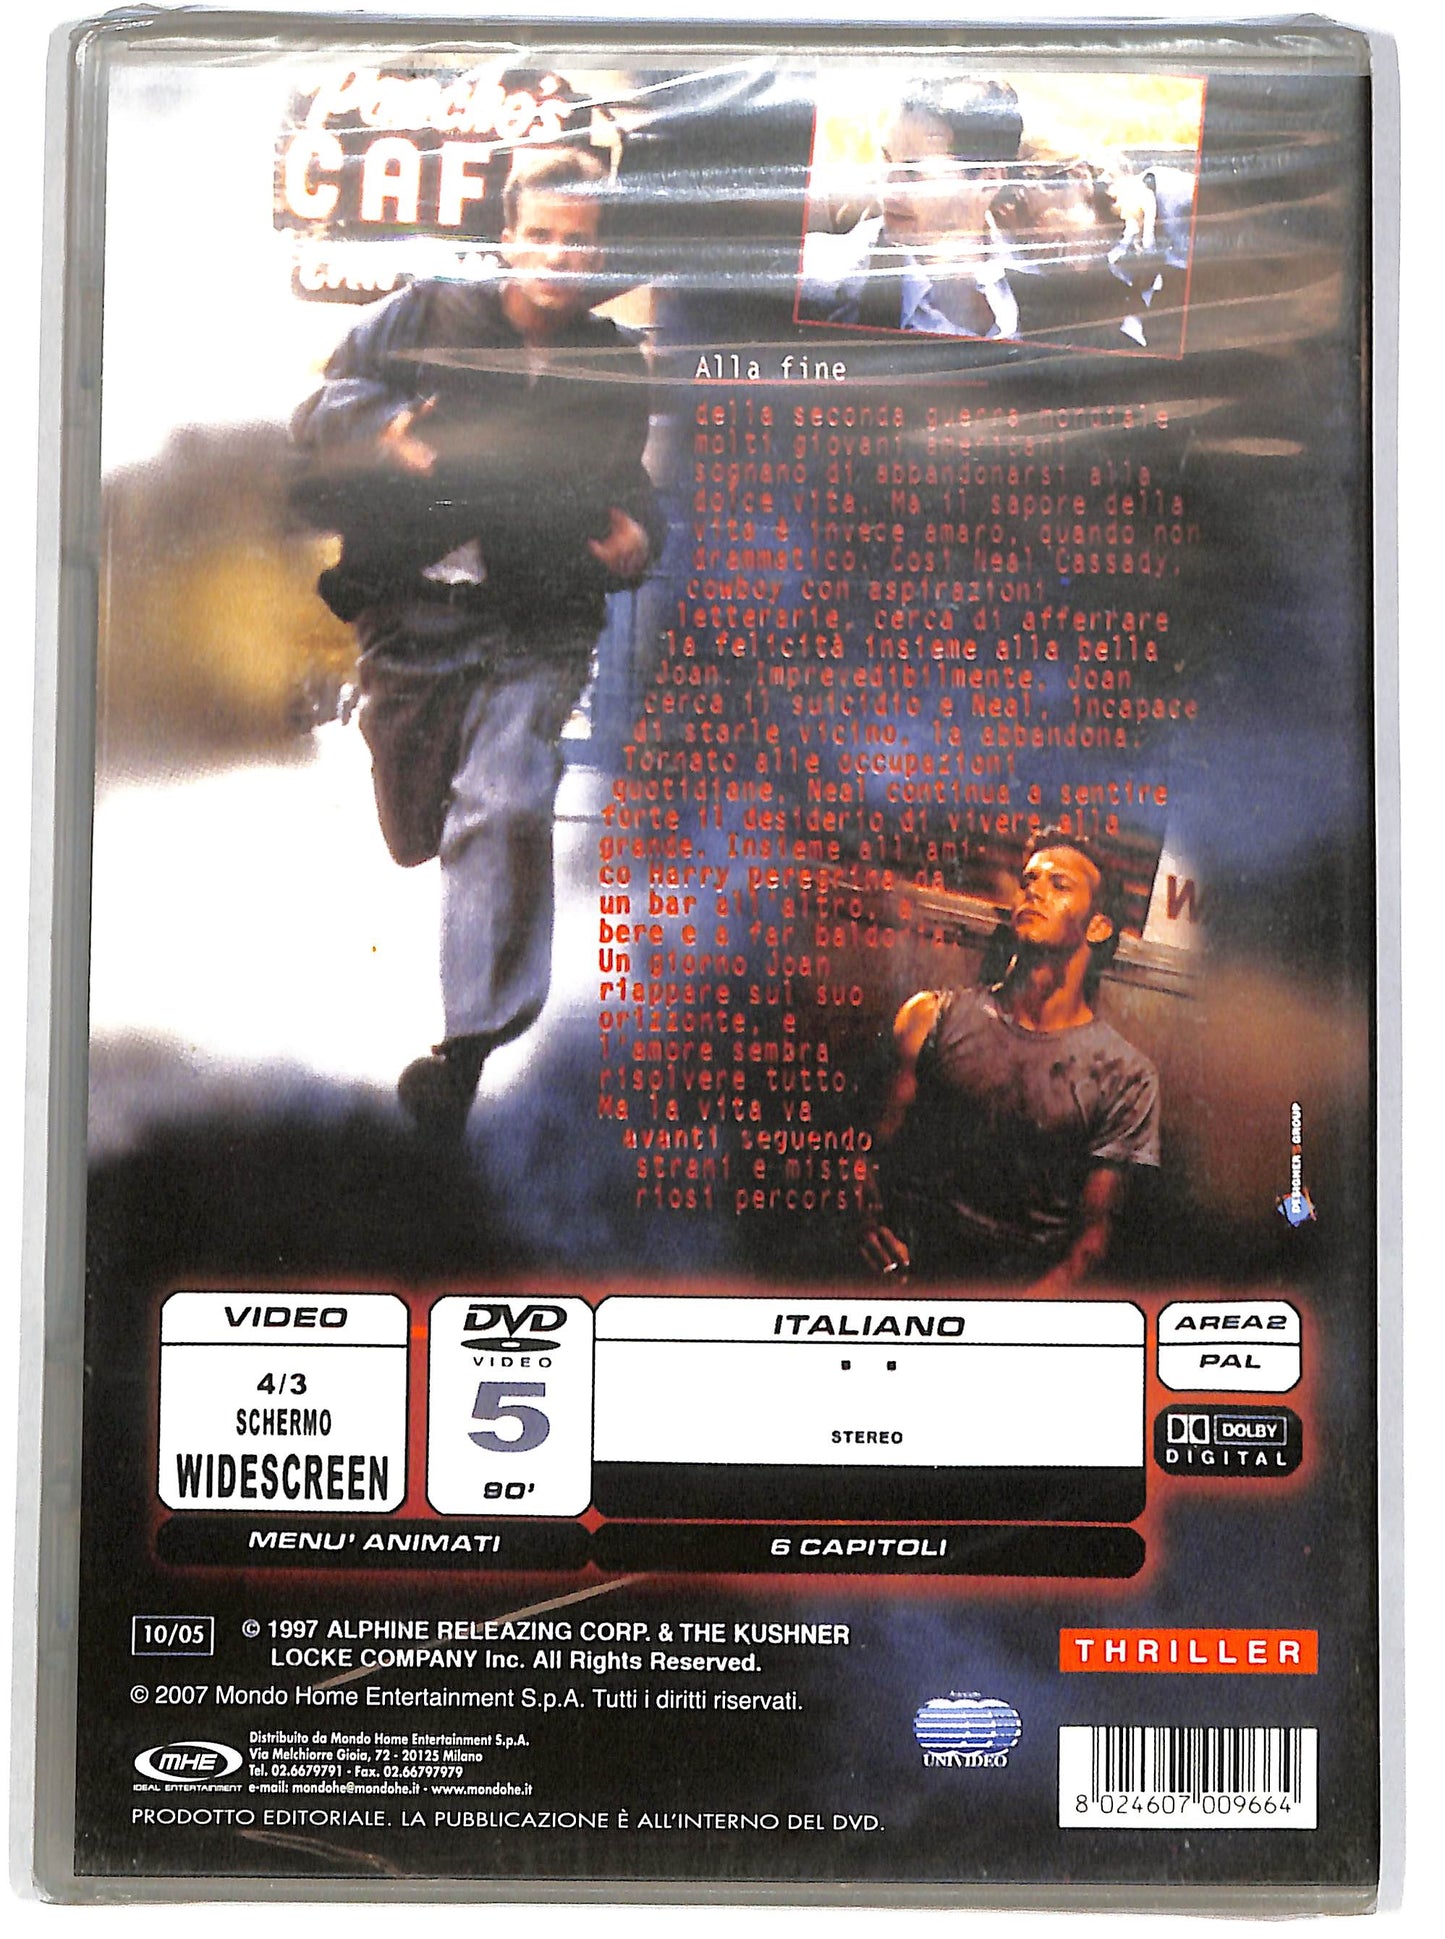 Pancho's
CAF
Alla fine
della seconda guerra mondiale
molti giovani americani
sognano di abbandonarsi alla
dolce vita. Ma il sapore della
vita è invece amaro, quando non
drammatico. Così Neal Cassady,
cowboy con aspirazioni
letterarie, cerca di afferrare
la felicità insieme alla bella
Joan. Imprevedibilmente, Joan
cerca il suicidio e Neal, incapace
di starle vicino, la abbandona.
Tornato alle occupazioni
quotidiane, Neal continua a sentire
forte il desiderio di vivere alla
grande. Insieme all'ami-
co Harry peregrina da
un bar all'altro, a
bere e a far baldoria.
Un giorno Joan
riappare sul suo
orizzonte, e
l'amore sembra
risolvere tutto.
Ma la vita va
avanti seguendo
strani e miste-
riosi percorsi…
W
DESIGNERS GROUP
VIDEO
4/3
SCHERMO
WIDESCREEN
DVD
VIDEO
5
90'
ITALIANO
STEREO
AREA2
PAL
DOLBY
DIGITAL
MENU' ANIMATI
6 CAPITOLI
10/05
© 1997 ALPHINE RELEAZING CORP. & THE KUSHNER
LOCKE COMPANY Inc. All Rights Reserved.
© 2007 Mondo Home Entertainment S.p.A. Tutti i diritti riservati.
THRILLER
MHE
IDEAL ENTERTAINMENT
Distribuito da Mondo Home Entertainment S.p.A.
Via Melchiorre Gioia, 72 - 20125 Milano
Tel. 02.6679791 - Fax. 02.66797979
e-mail: mondohe@mondohe.it - www.mondohe.it
UNIVIDEO
PRODOTTO EDITORIALE. LA PUBBLICAZIONE È ALL'INTERNO DEL DVD.
8 024607 009664